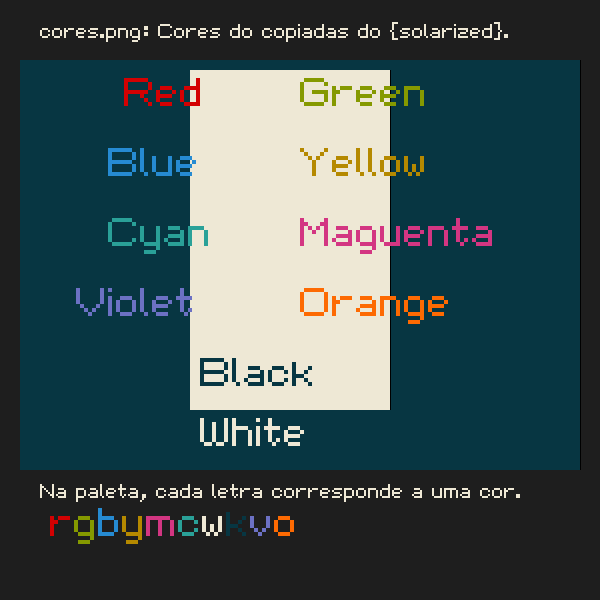 cores.png: Cores do copiadas do {solarized}.
Red Green
Blue Yellow
Cyan Maguenta
Violet Orange
Black
White
Na paleta, cada letra corresponde a uma cor.
rgbymcwkvo